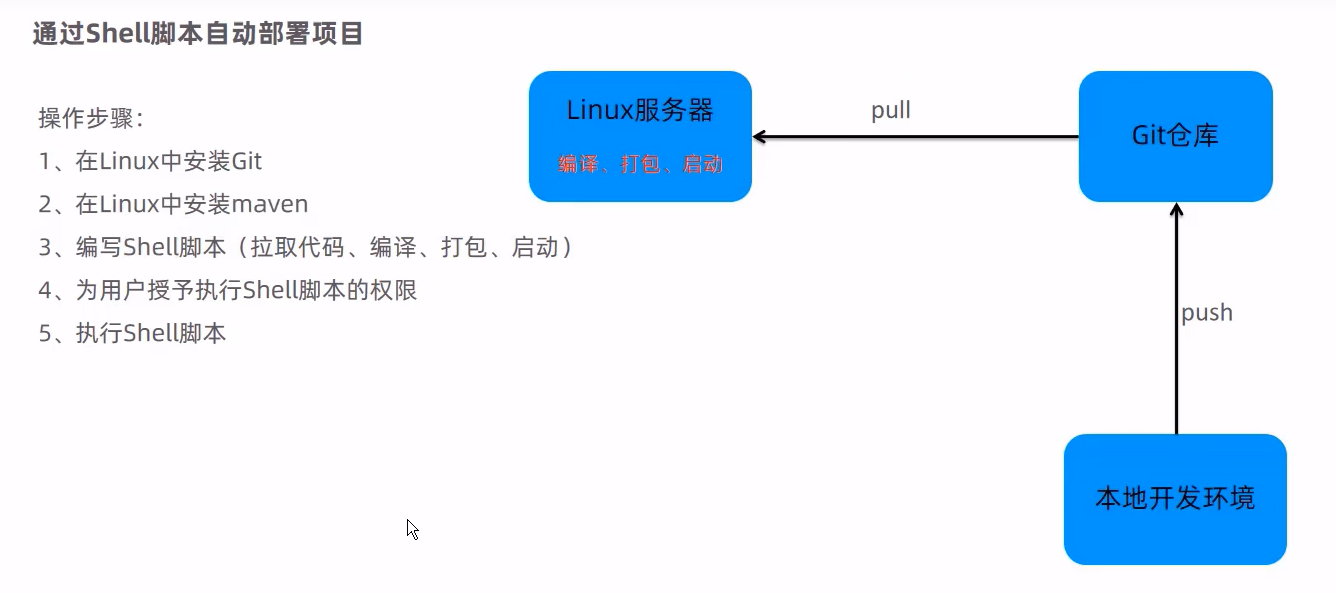 通过Shell脚本自动部署项目
操作步骤：
1、在Linux中安装Git
2、在Linux中安装maven
3、编写Shell脚本（拉取代码、编译、打包、启动）
4、为用户授予执行Shell脚本的权限
5、执行Shell脚本
Linux服务器
编译、打包、启动
pull
Git仓库
push
本地开发环境